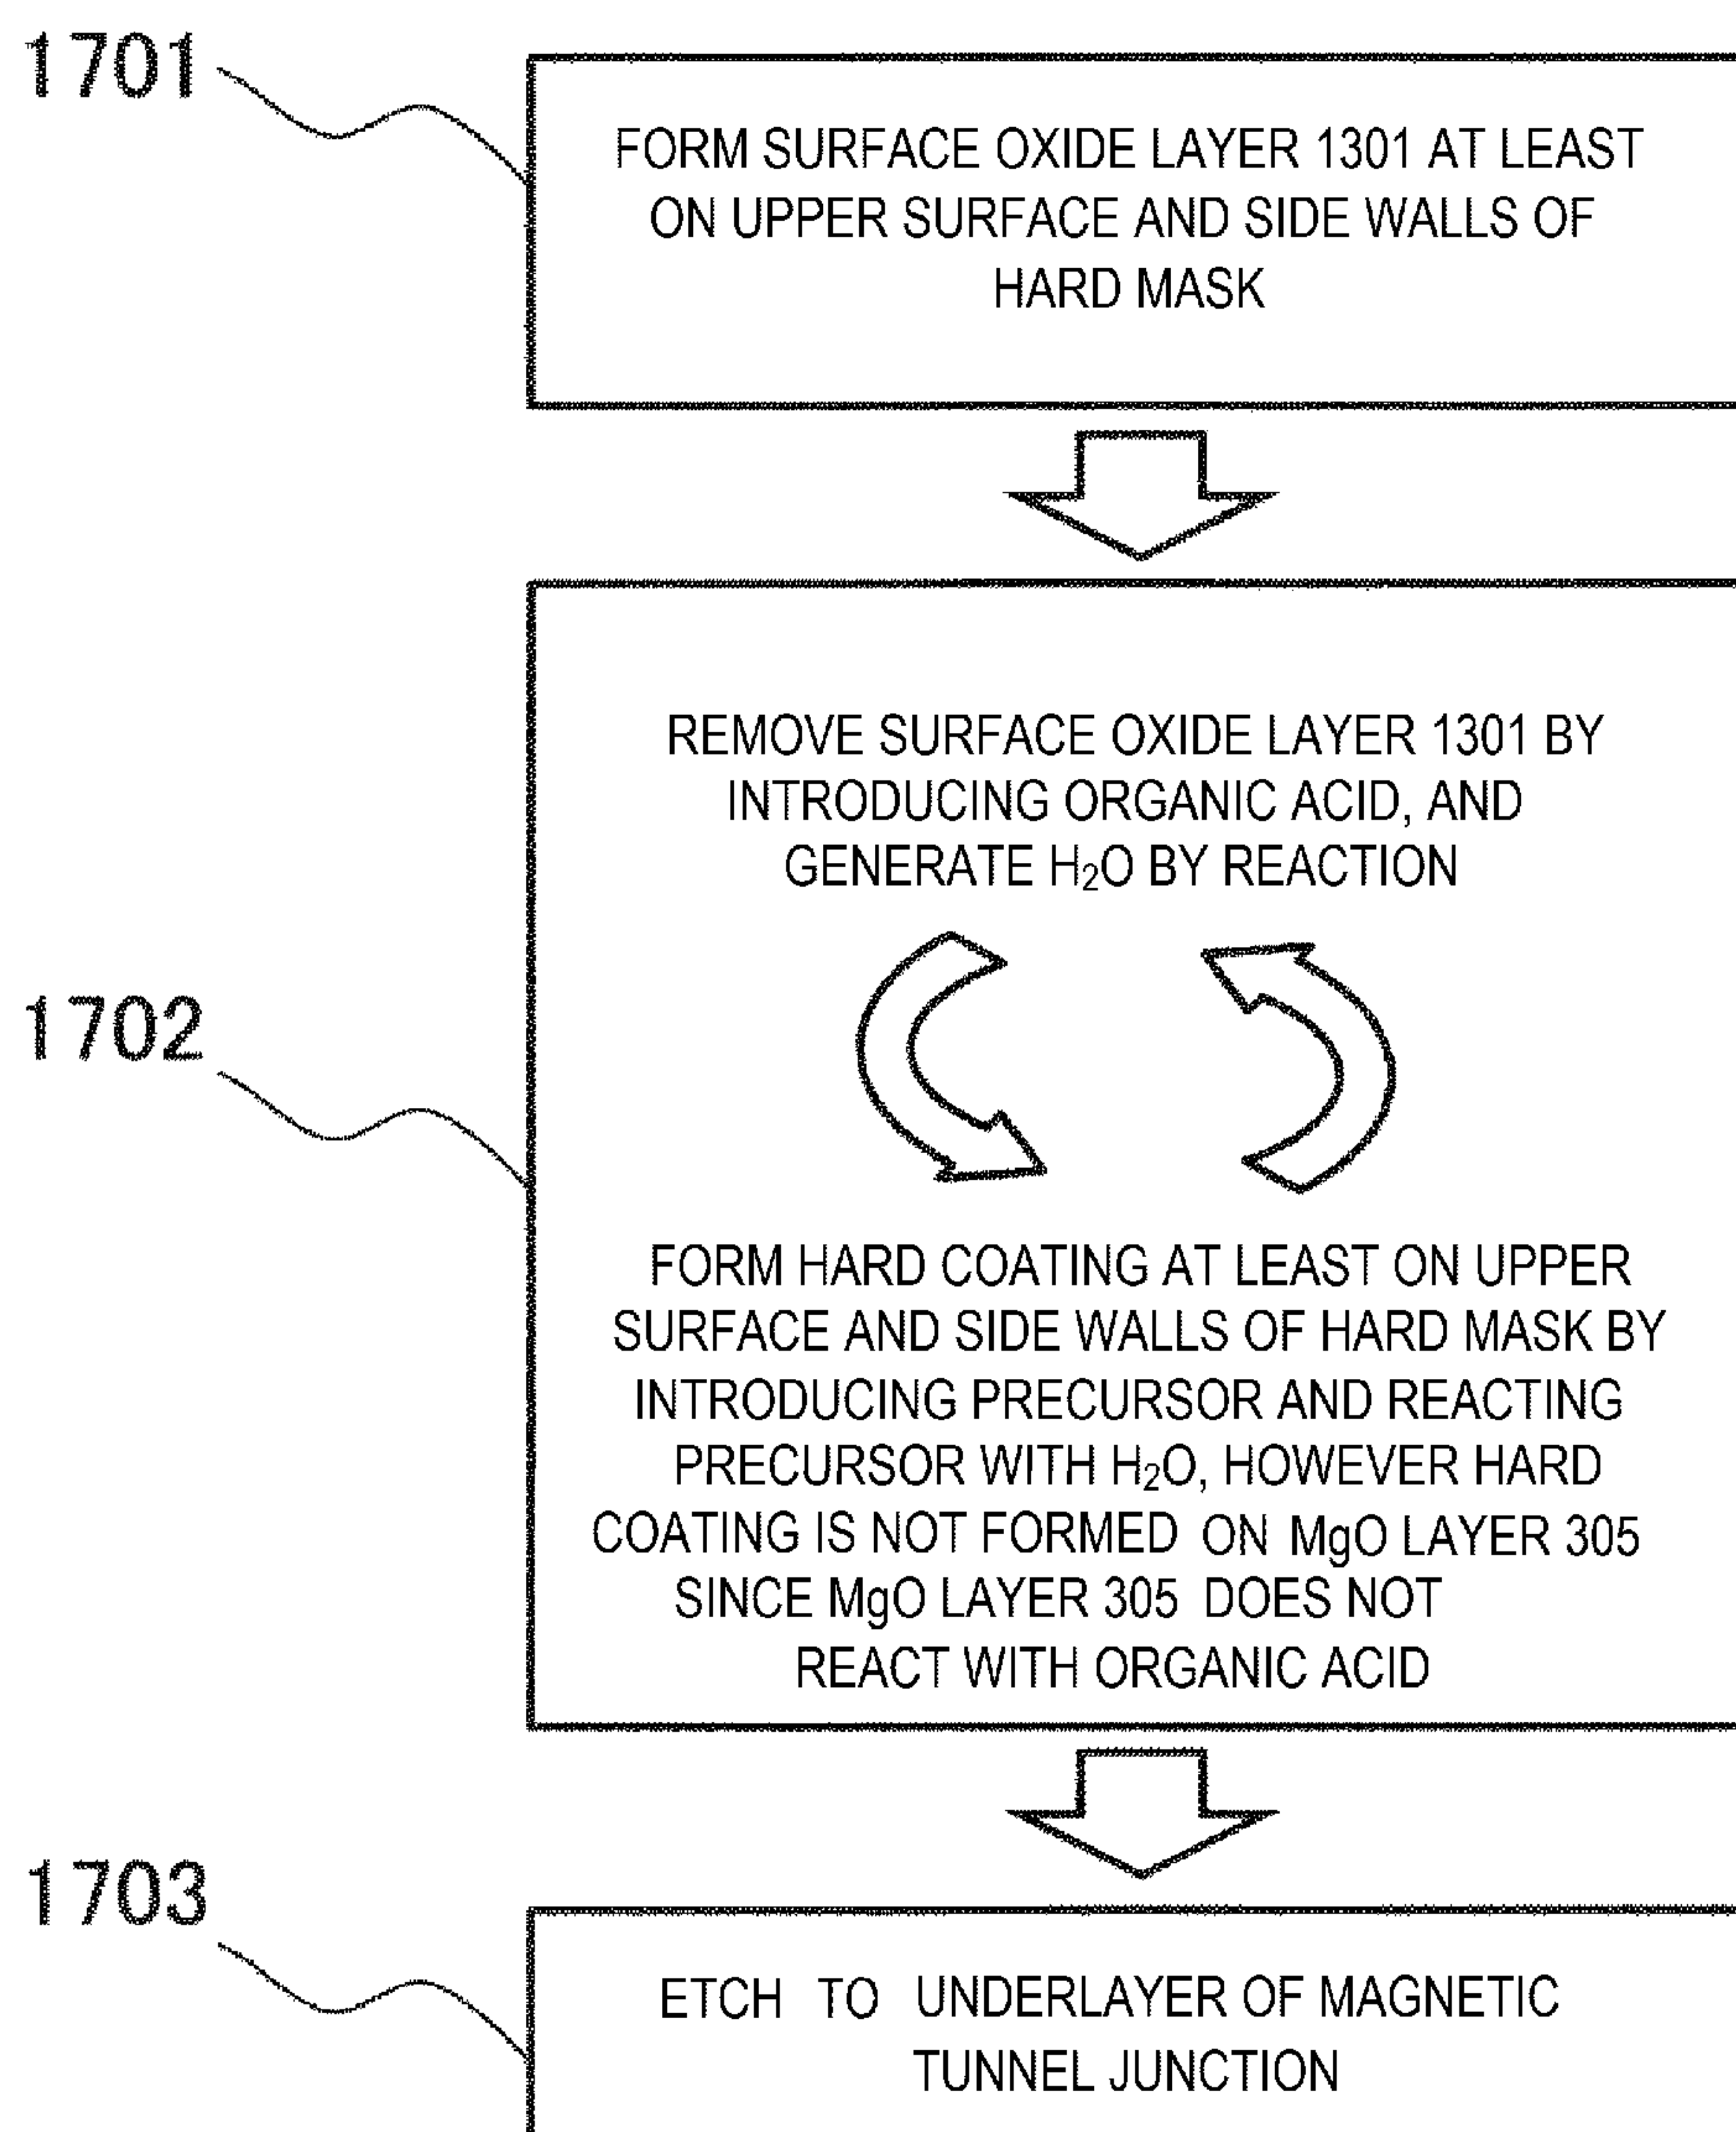 1701
FORM SURFACE OXIDE LAYER 1301 AT LEAST
ON UPPER SURFACE AND SIDE WALLS OF
HARD MASK
1702
REMOVE SURFACE OXIDE LAYER 1301 BY
INTRODUCING ORGANIC ACID, AND
GENERATE H₂O BY REACTION
FORM HARD COATING AT LEAST ON UPPER
SURFACE AND SIDE WALLS OF HARD MASK BY
INTRODUCING PRECURSOR AND REACTING
PRECURSOR WITH H₂O, HOWEVER HARD
COATING IS NOT FORMED ON MgO LAYER 305
SINCE MgO LAYER 305 DOES NOT
REACT WITH ORGANIC ACID
1703
ETCH TO UNDERLAYER OF MAGNETIC
TUNNEL JUNCTION